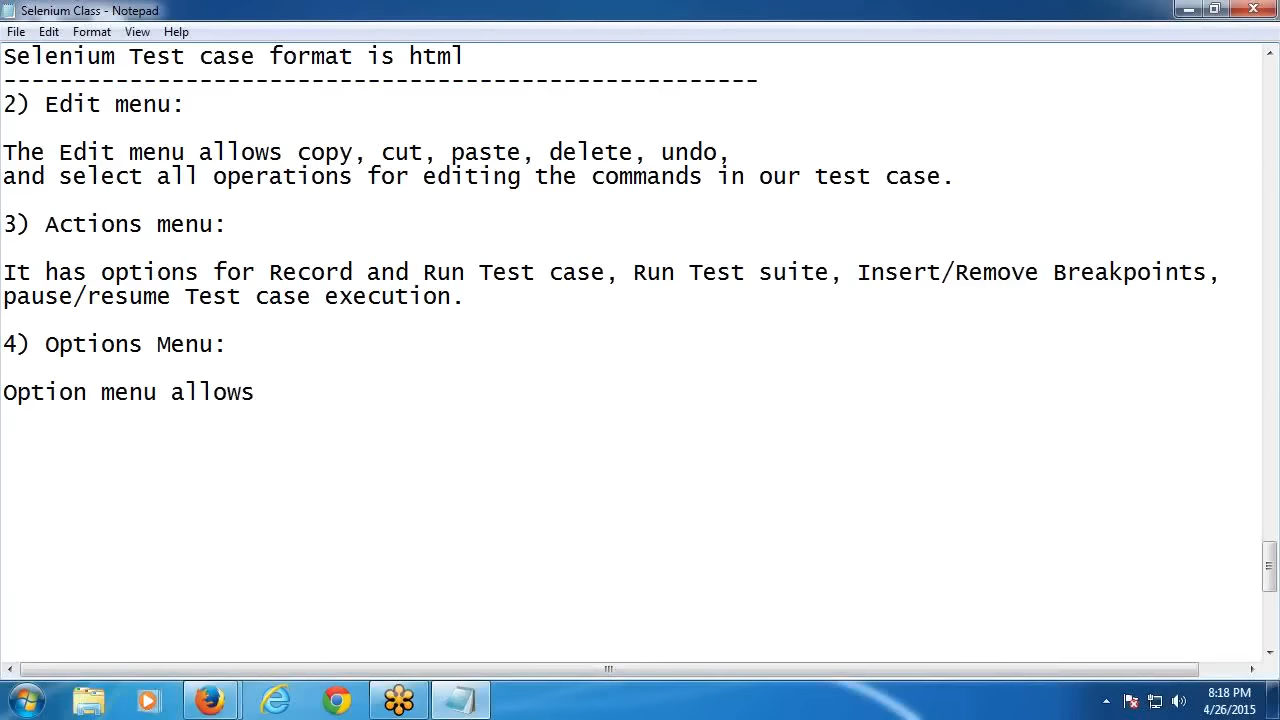 Selenium Class - Notepad
File Edit Format View Help
Selenium Test case format is html
------------------------------------------------------
2) Edit menu:
The Edit menu allows copy, cut, paste, delete, undo,
and select all operations for editing the commands in our test case.
3) Actions menu:
It has options for Record and Run Test case, Run Test suite, Insert/Remove Breakpoints,
pause/resume Test case execution.
4) Options Menu:
Option menu allows
8:18 PM
4/26/2015